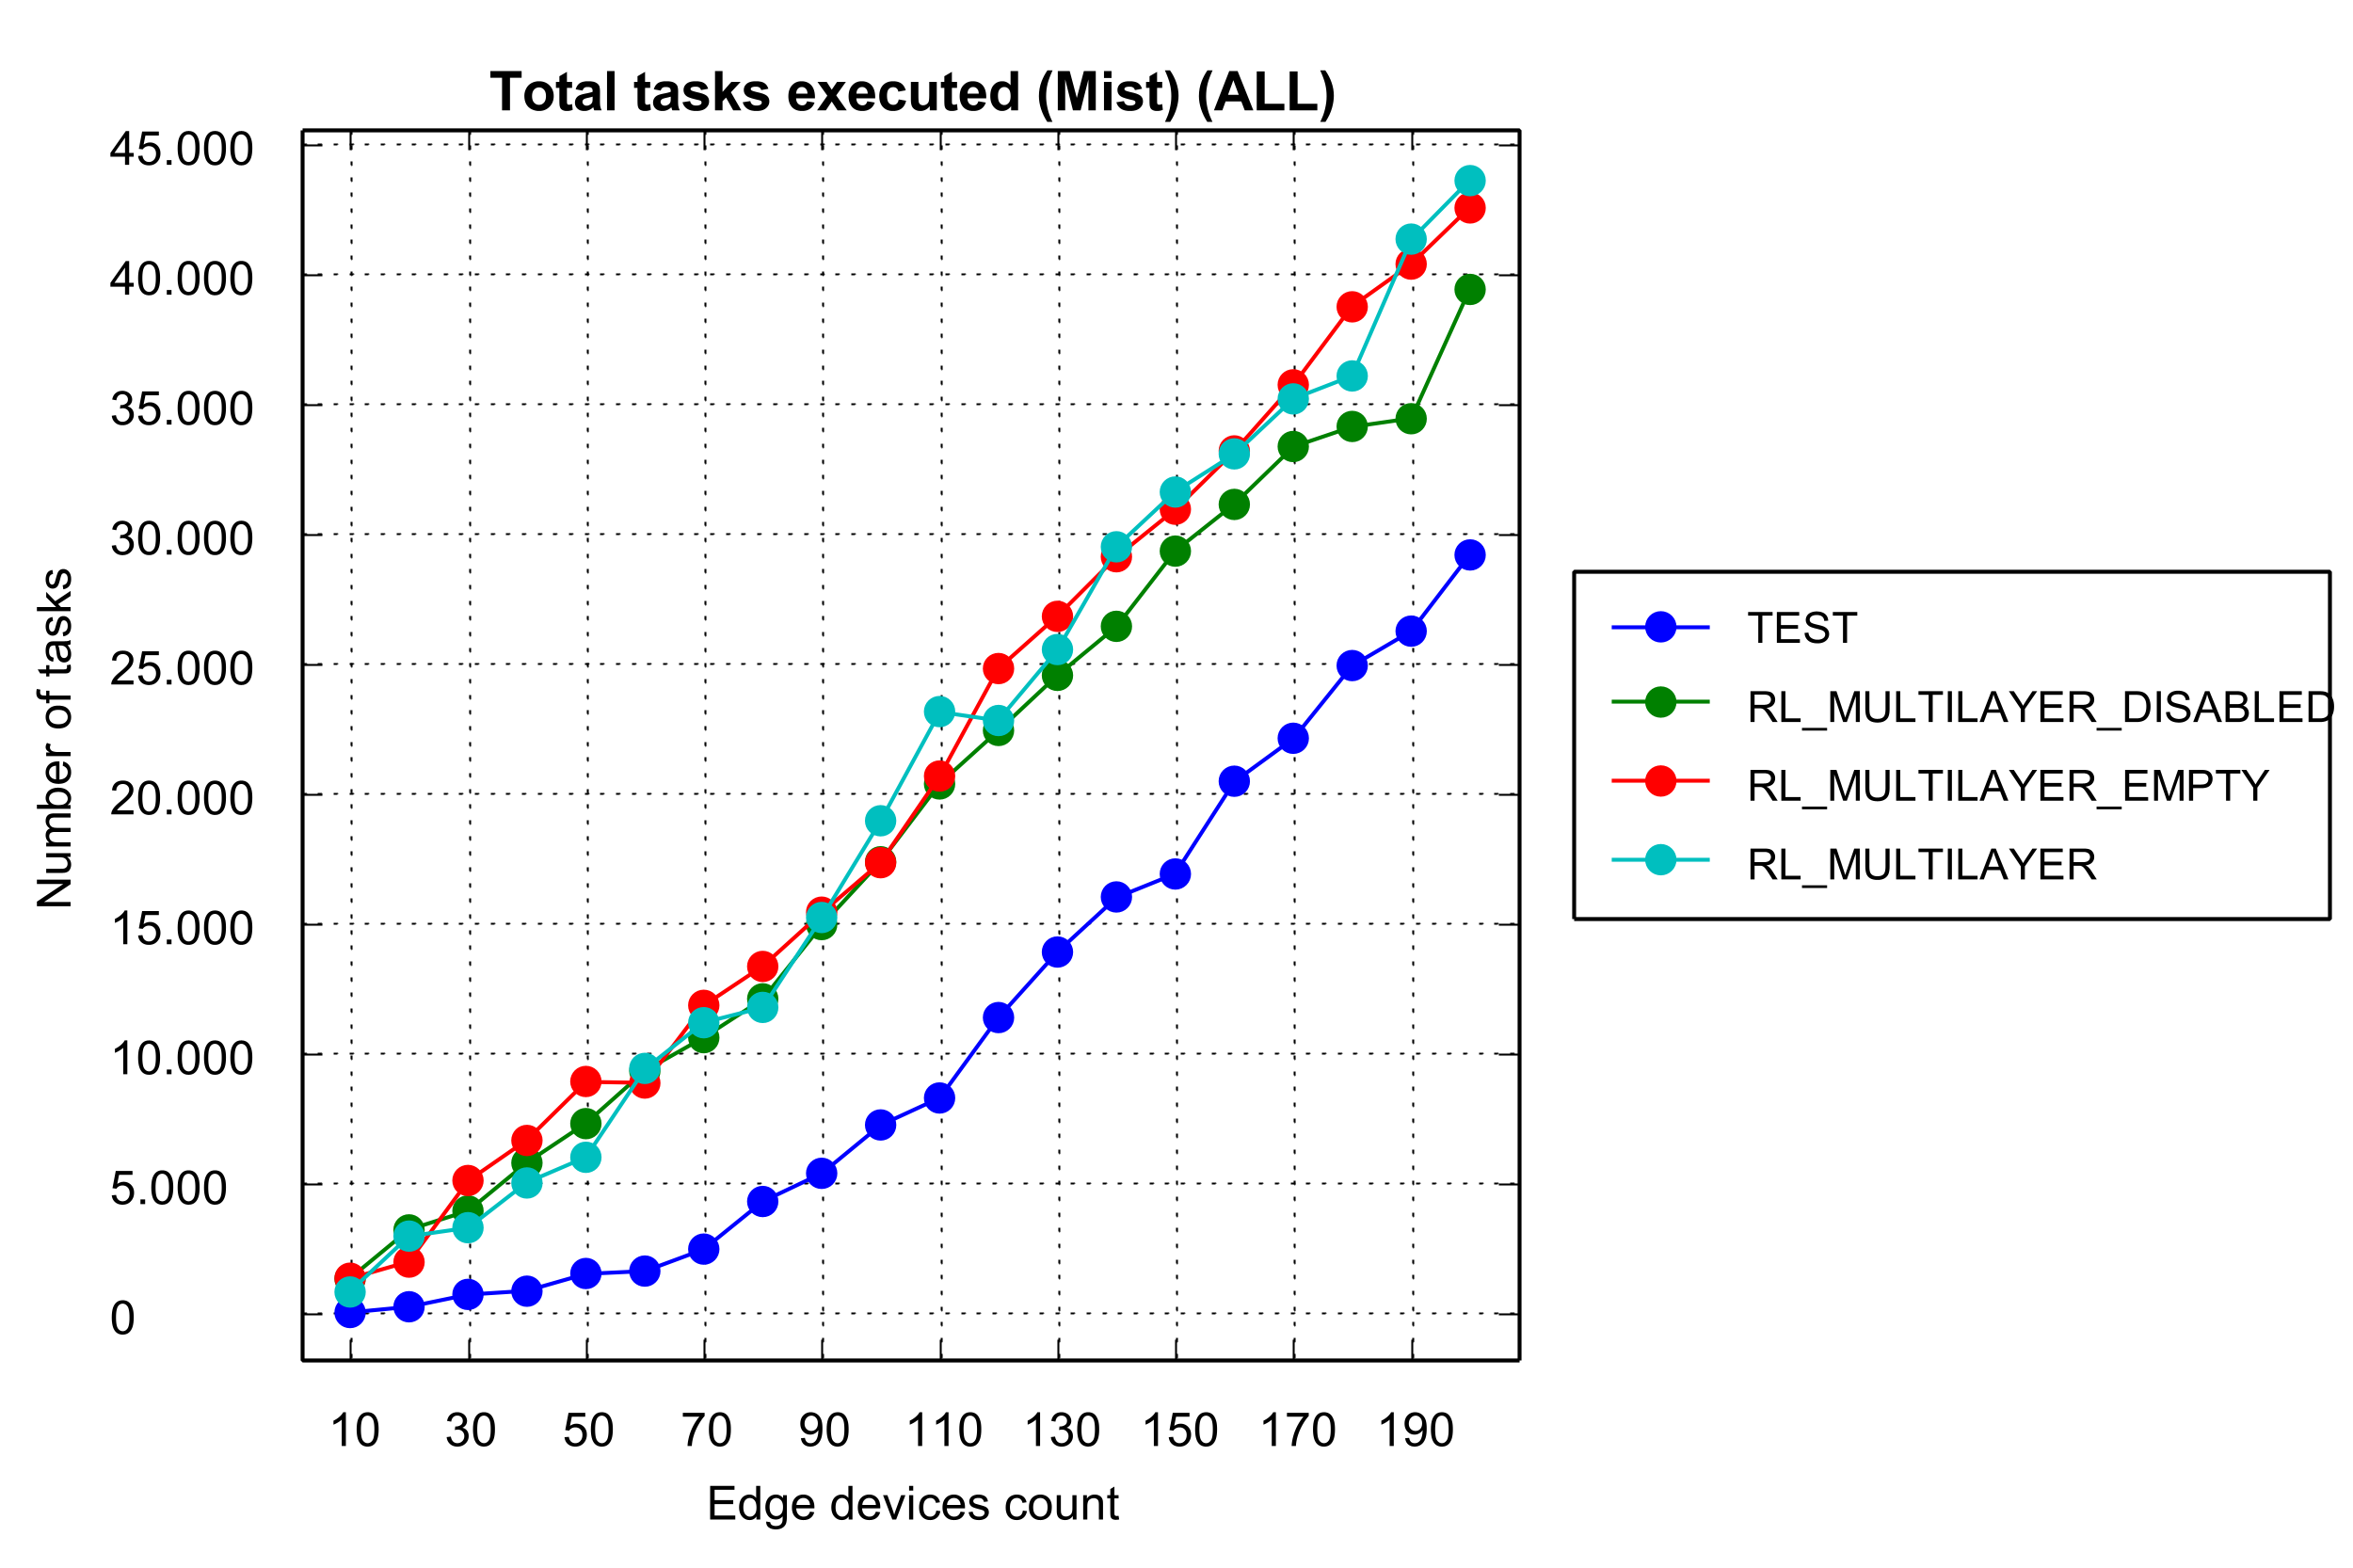 Total tasks executed (Mist) (ALL)
45.000
40.000
35.000
30.000
25.000
20.000
15.000
10.000
5.000
0
Number of tasks
10 30 50 70 90 110 130 150 170 190
Edge devices count
TEST
RL_MULTILAYER_DISABLED
RL_MULTILAYER_EMPTY
RL_MULTILAYER